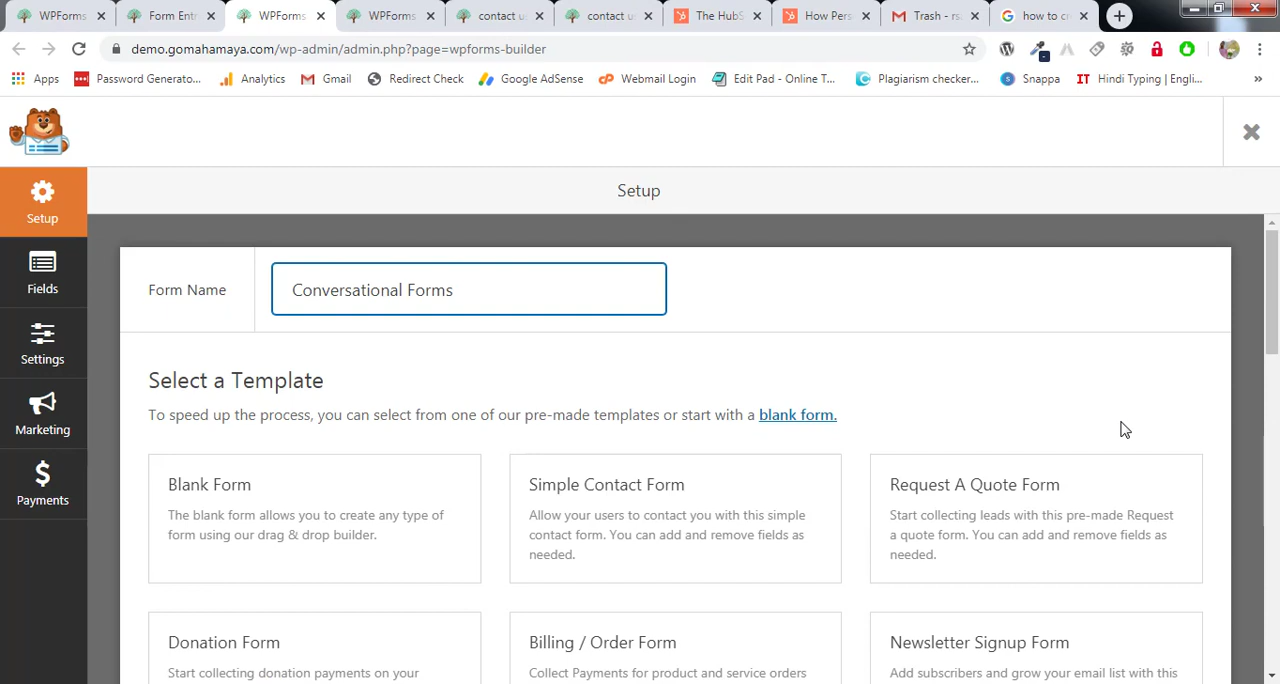 WPForms
Form Entr
WPForms
WPForms
contact u
contact u
The HubS
How Pers
Trash - rs
how to cr
demo.gomahamaya.com/wp-admin/admin.php?page=wpforms-builder
Apps
Password Generato...
Analytics
Gmail
Redirect Check
Google AdSense
Webmail Login
Edit Pad - Online T...
Plagiarism checker...
Snappa
Hindi Typing | Engli...
Setup
Setup
Fields
Settings
Marketing
Payments
Form Name
Conversational Forms
Select a Template
To speed up the process, you can select from one of our pre-made templates or start with a blank form.
Blank Form
The blank form allows you to create any type of
form using our drag & drop builder.
Simple Contact Form
Allow your users to contact you with this simple
contact form. You can add and remove fields as
needed.
Request A Quote Form
Start collecting leads with this pre-made Request
a quote form. You can add and remove fields as
needed.
Donation Form
Start collecting donation payments on your
Billing / Order Form
Collect Payments for product and service orders
Newsletter Signup Form
Add subscribers and grow your email list with this